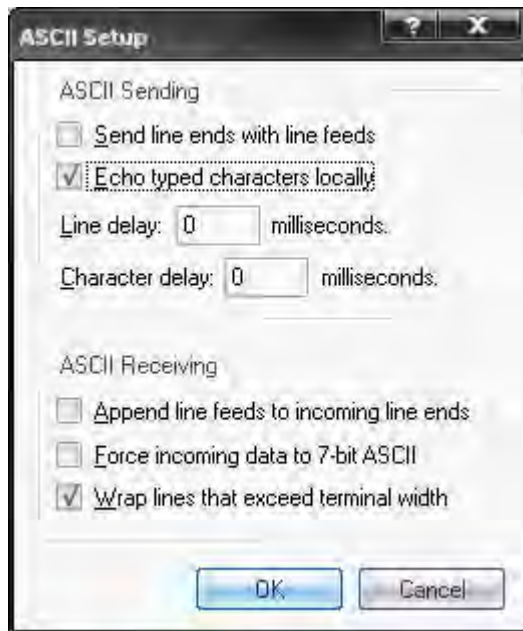 ASCII Setup
ASCII Sending
Send line ends with line feeds
Echo typed characters locally
Line delay: 0 milliseconds.
Character delay: 0 milliseconds.
ASCII Receiving
Append line feeds to incoming line ends
Force incoming data to 7-bit ASCII
Wrap lines that exceed terminal width
OK Cancel